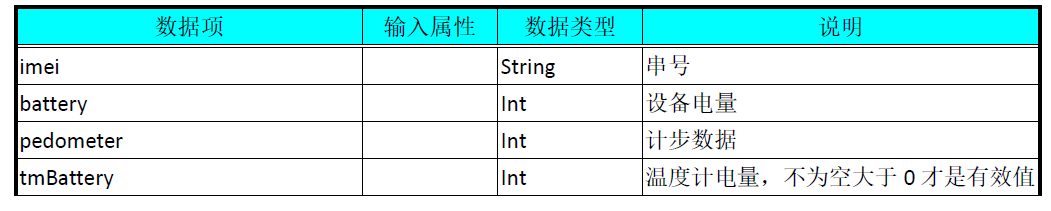 数据项 输入属性 数据类型 说明
imei String 串号
battery Int 设备电量
pedometer Int 计步数据
tmBattery Int 温度计电量，不为空大于 0 才是有效值